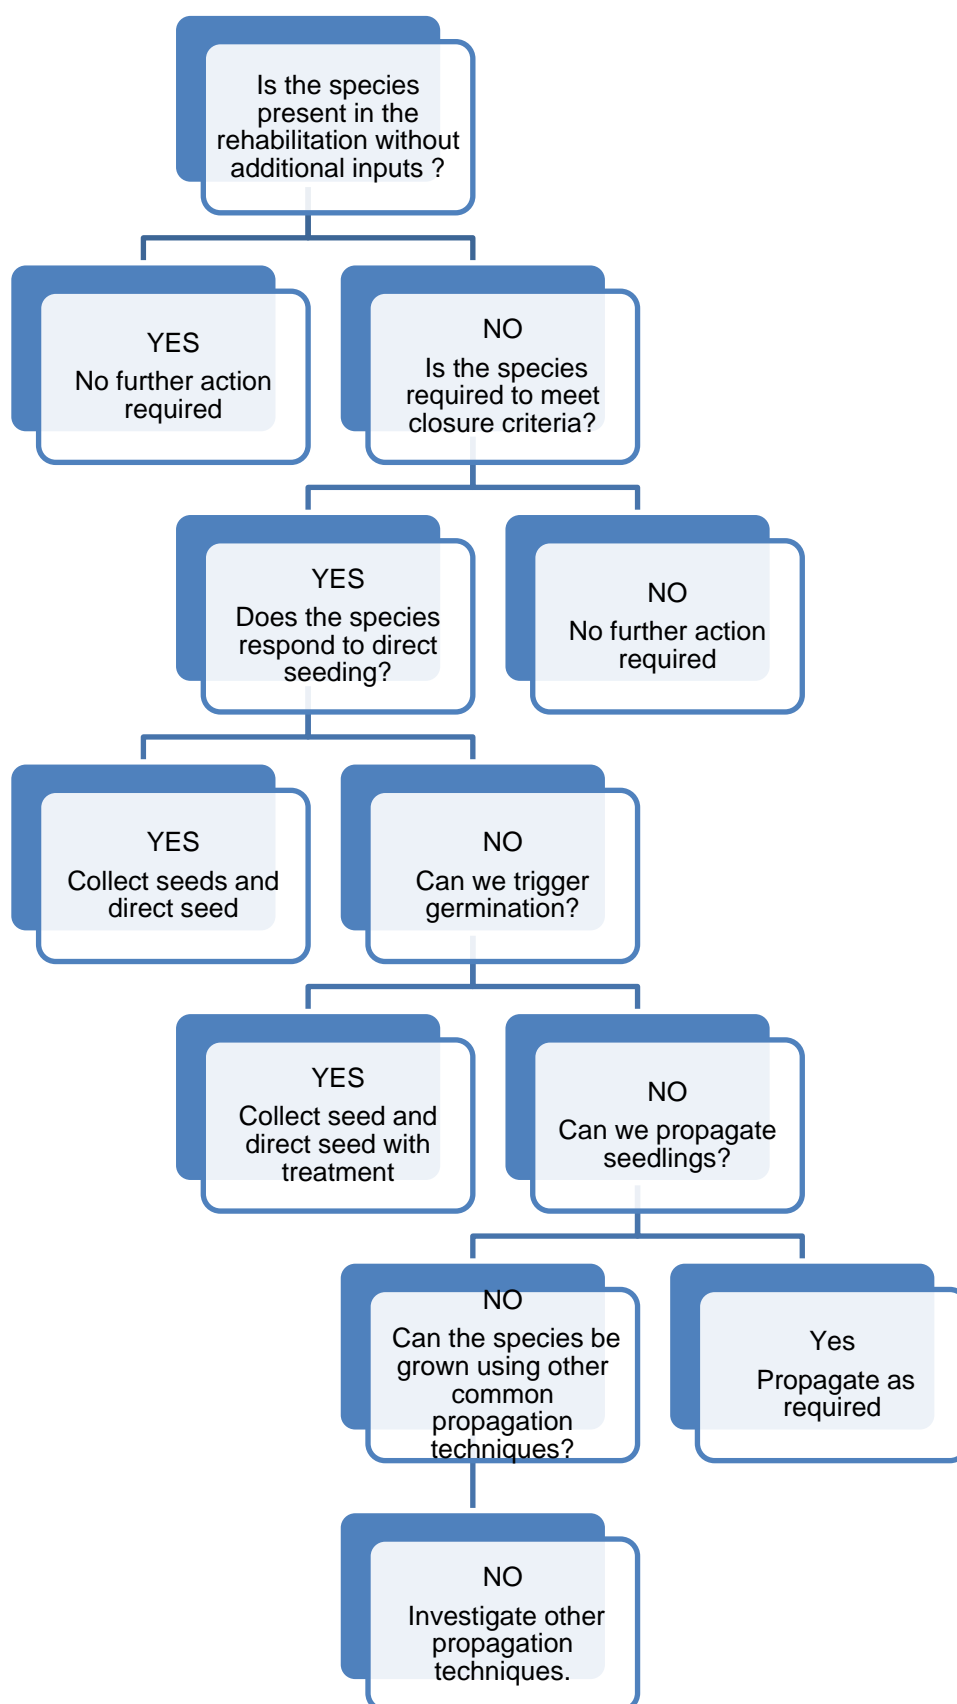 Is the species
present in the
rehabilitation without
additional inputs ?
YES
No further action
required
NO
Is the species
required to meet
closure criteria?
YES
Does the species
respond to direct
seeding?
NO
No further action
required
YES
Collect seeds and
direct seed
NO
Can we trigger
germination?
YES
Collect seed and
direct seed with
treatment
NO
Can we propagate
seedlings?
NO
Can the species be
grown using other
common
propagation
techniques?
Yes
Propagate as
required
NO
Investigate other
propagation
techniques.